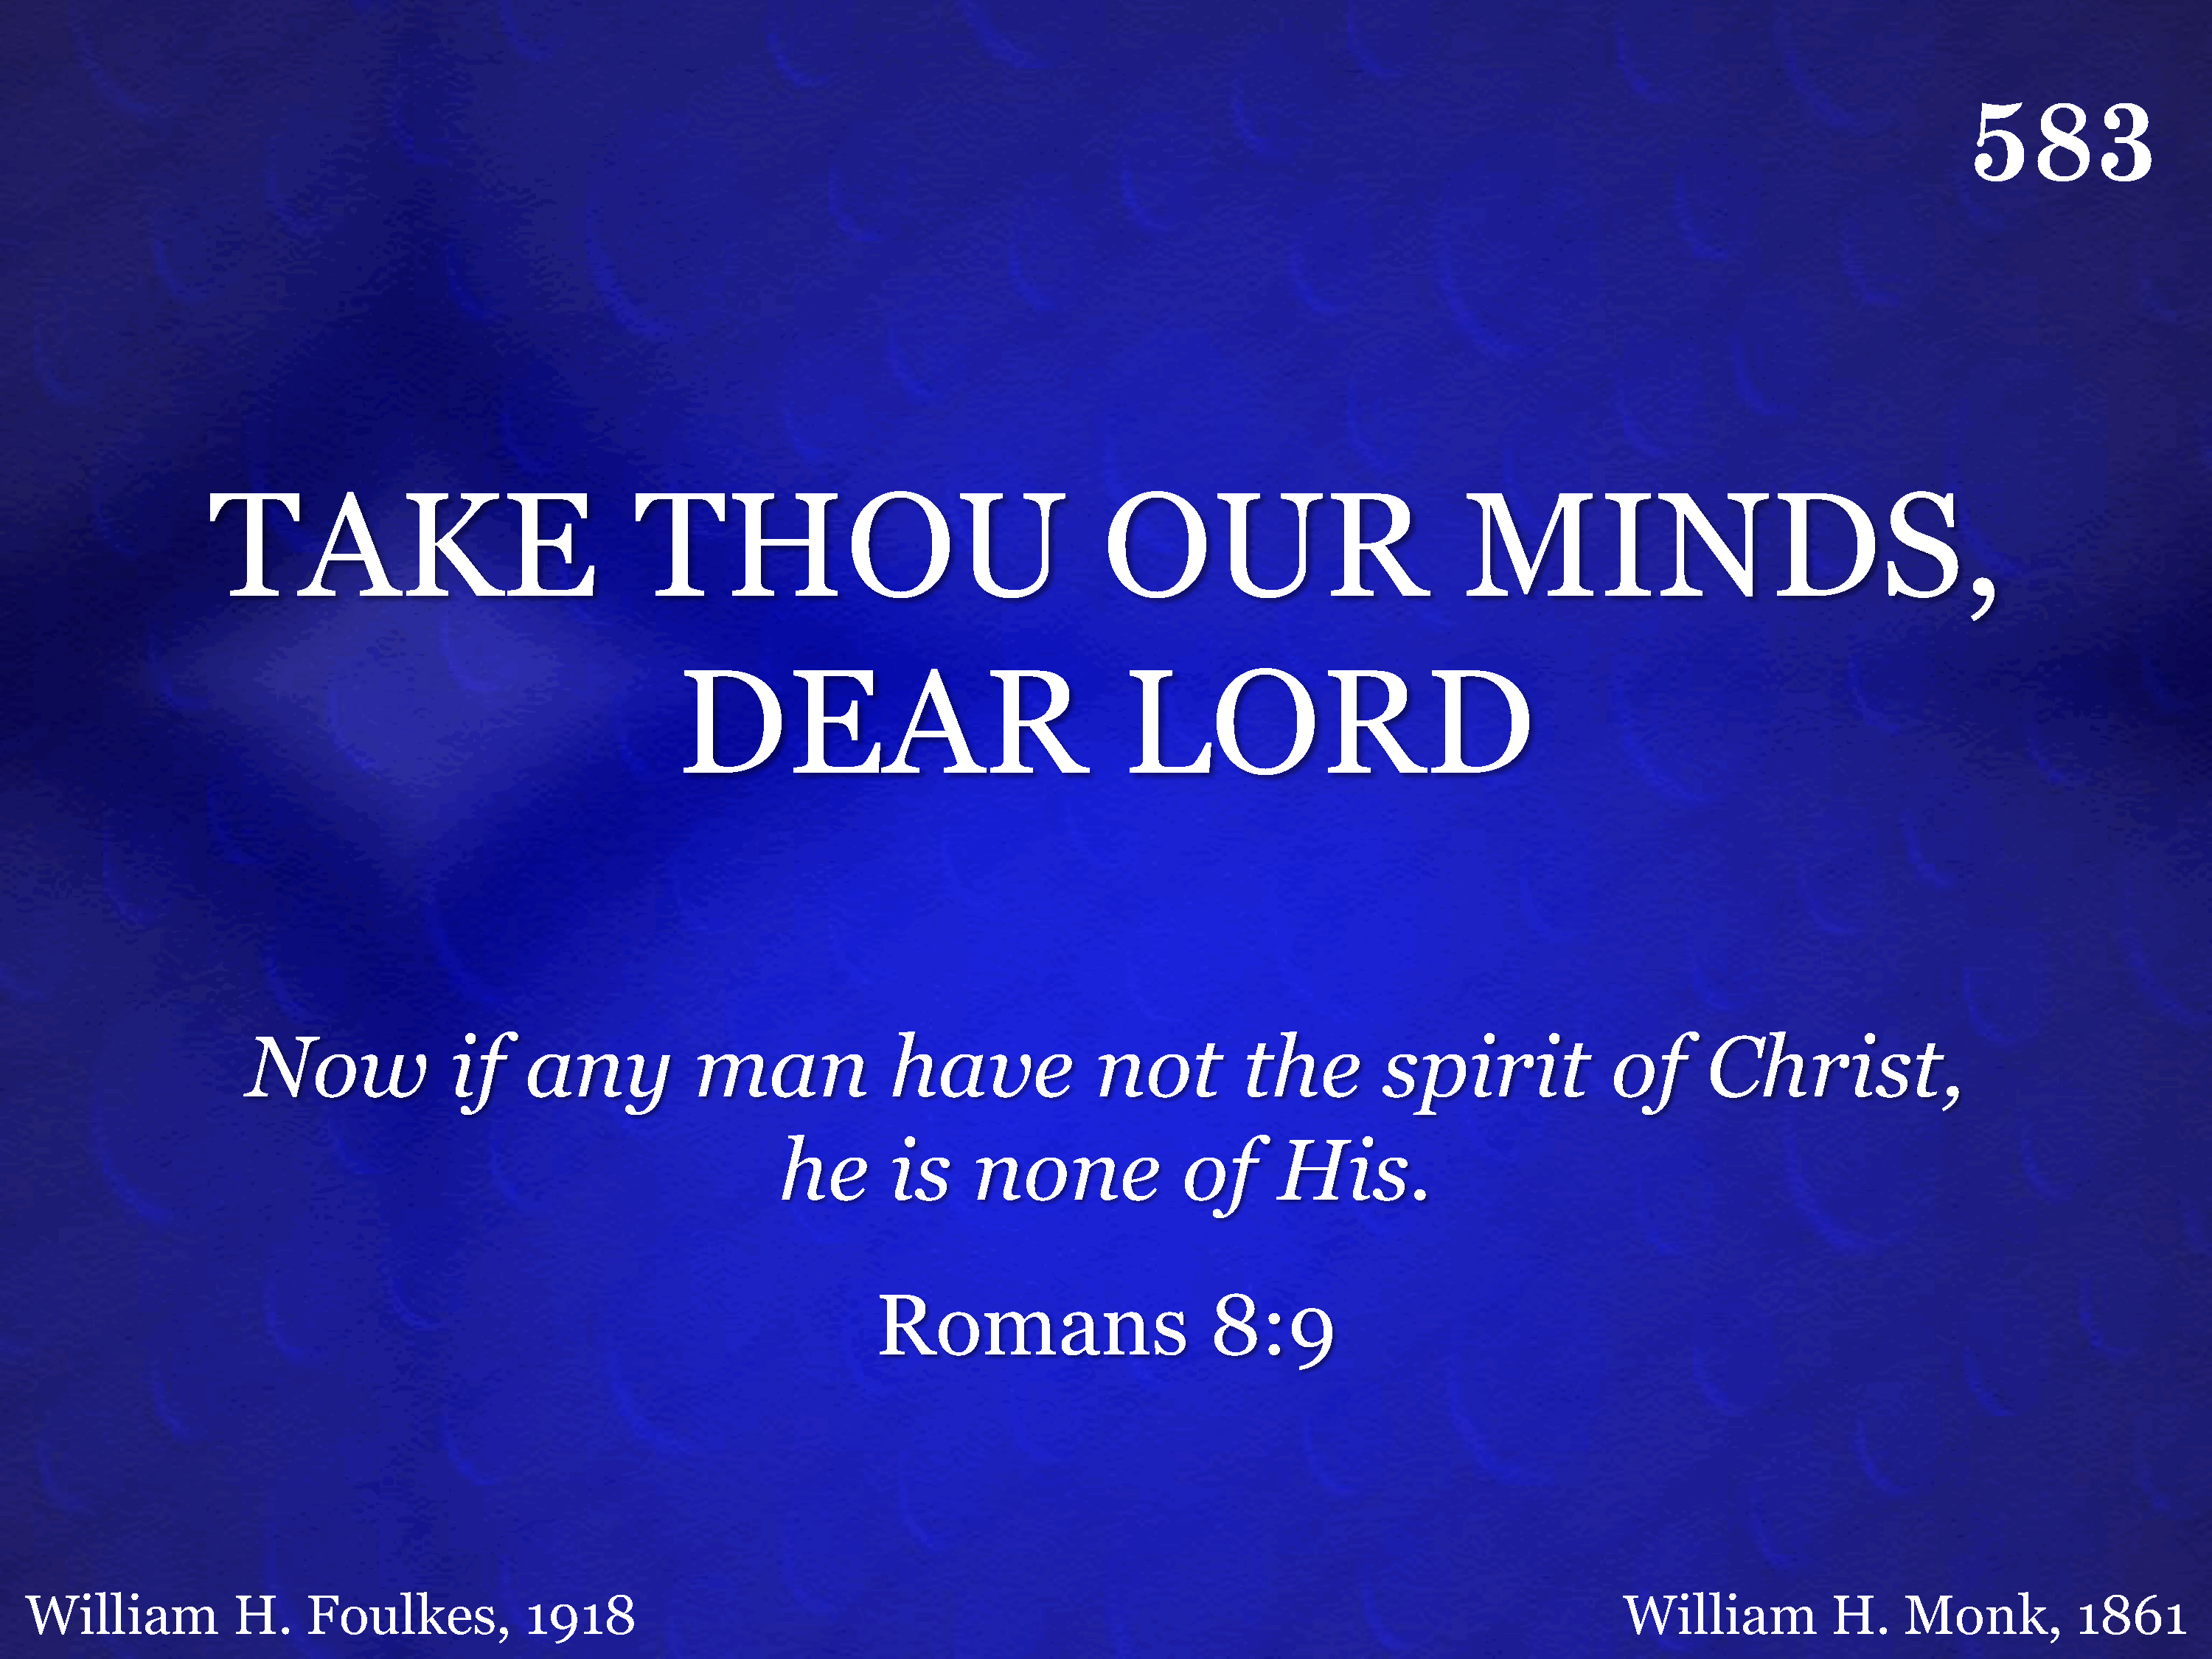 583
TAKE THOU OUR MINDS,
DEAR LORD
Now if any man have not the spirit of Christ,
he is none of His.
Romans 8:9
William H. Foulkes, 1918
William H. Monk, 1861